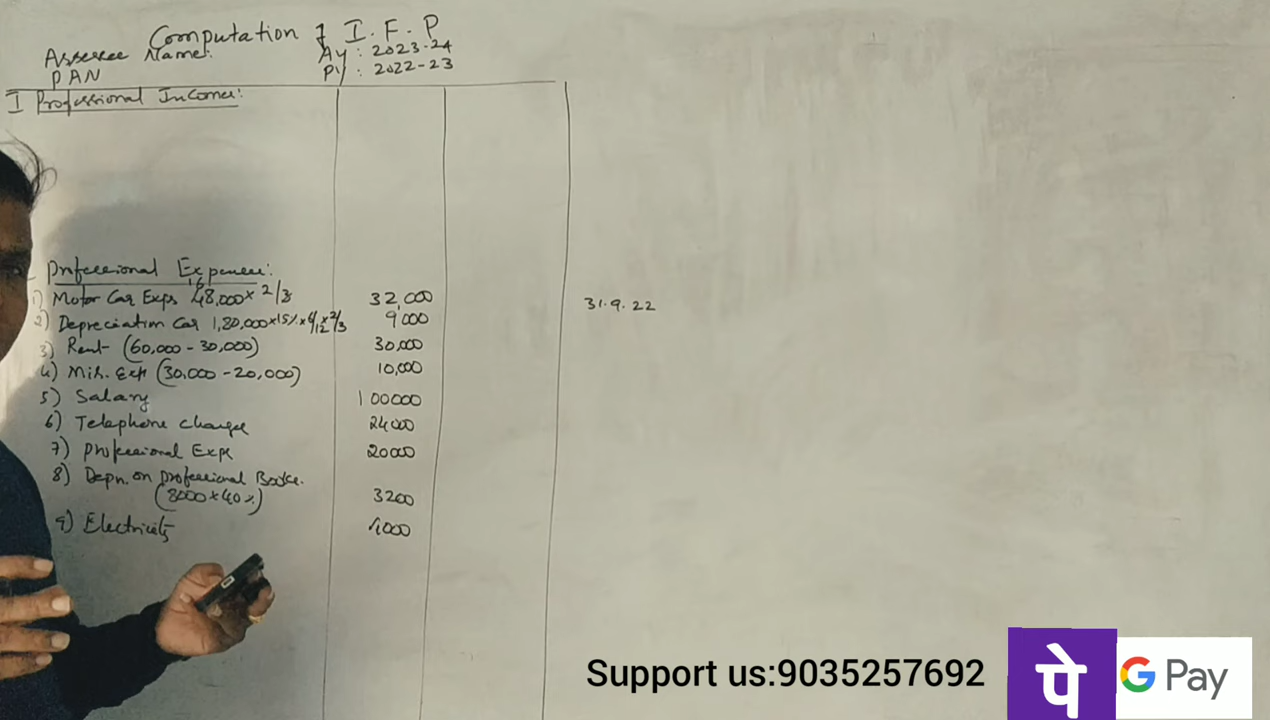 Computation of I. F. P
Assessee Name:
Ay : 2023-24
PAN
PY : 2022-23
I Professional Income:
Professional Expenses:
1) Motor Car Exps 48,000 x 2/3 32,000
16
31.9.22
2) Depreciation Car 1,80,000 x 15% x 6/12 x 2/3 9000
3) Rent (60,000 - 30,000) 30,000
4) Mis. Exp (30,000 - 20,000) 10,000
5) Salary 100000
6) Telephone charges 24000
7) Professional Exps 20000
8) Depn. on professional Books.
(8000 x 40%) 3200
9) Electricity 4000
Support us:9035257692
पे
G Pay